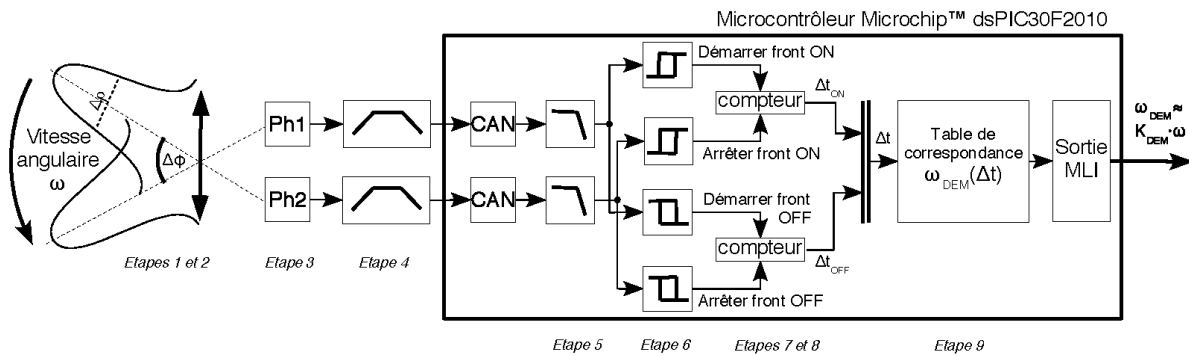 Microcontrôleur Microchip™ dsPIC30F2010
Démarrer front ON
Δρ
Vitesse
angulaire
ω
Δϕ
Ph1
CAN
compteur
Δt_ON
Arrêter front ON
Δt
Table de
correspondance
ω_DEM(Δt)
Sortie
MLI
ω_DEM ≈
K_DEM·ω
Ph2
CAN
Démarrer front
OFF
compteur
Δt_OFF
Arrêter front OFF
Etapes 1 et 2
Etape 3
Etape 4
Etape 5
Etape 6
Etapes 7 et 8
Etape 9